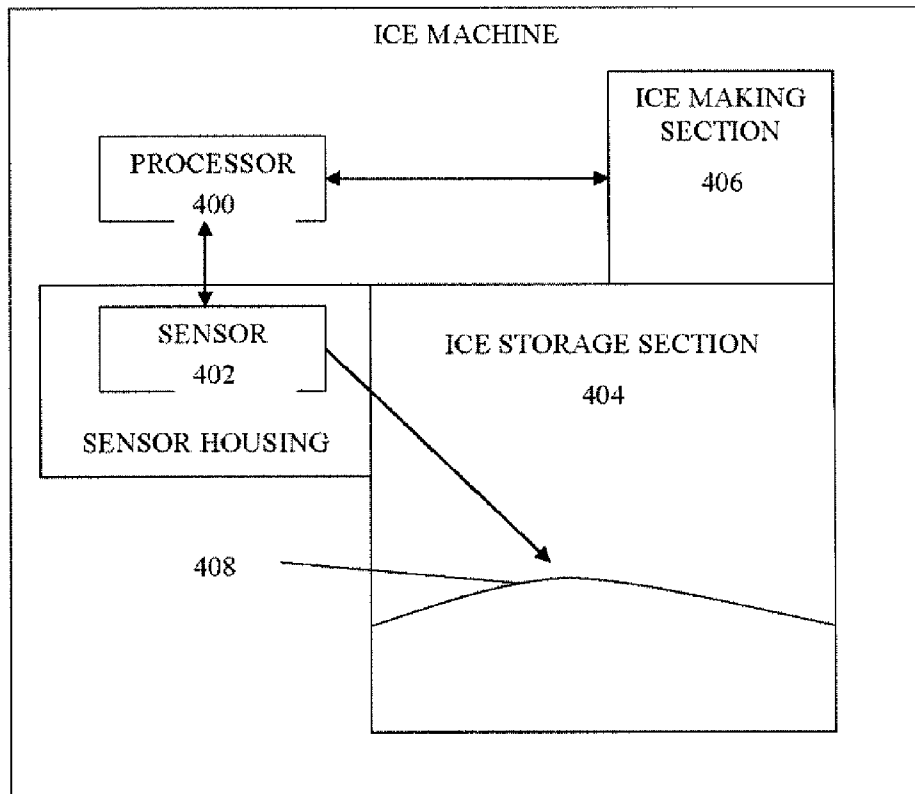 ICE MACHINE
ICE MAKING
SECTION
406
PROCESSOR
400
SENSOR
402
SENSOR HOUSING
ICE STORAGE SECTION
404
408